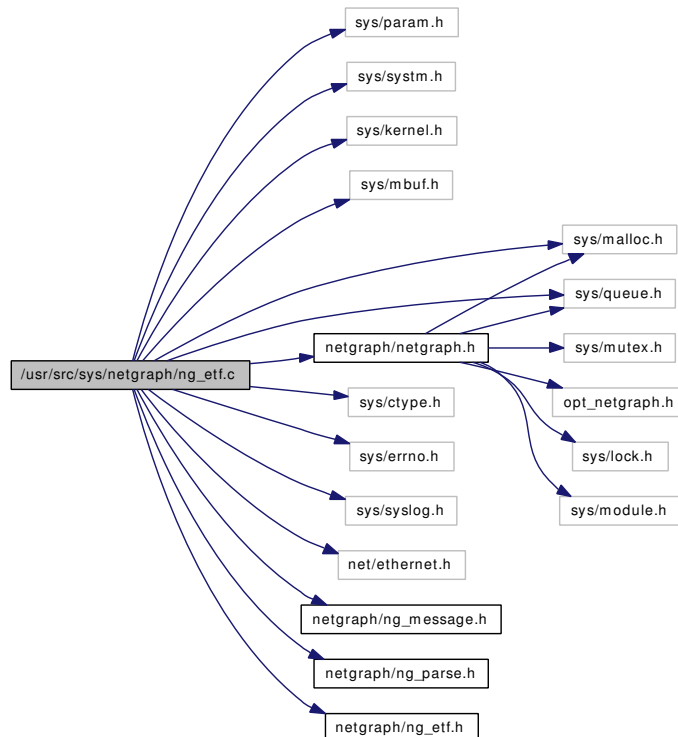 sys/param.h
sys/systm.h
sys/kernel.h
sys/mbuf.h
sys/malloc.h
sys/queue.h
/usr/src/sys/netgraph/ng_etf.c
netgraph/netgraph.h
sys/mutex.h
sys/ctype.h
opt_netgraph.h
sys/errno.h
sys/lock.h
sys/syslog.h
sys/module.h
net/ethernet.h
netgraph/ng_message.h
netgraph/ng_parse.h
netgraph/ng_etf.h